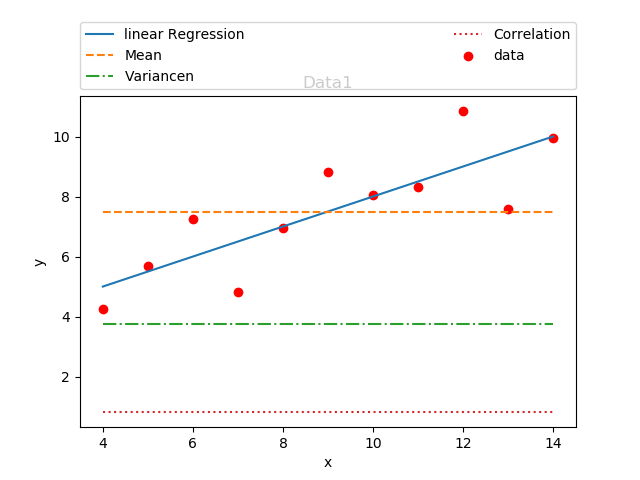 linear Regression
Mean
Variancen
Correlation
data
Data1
10
8
6
4
2
y
4 6 8 10 12 14
x